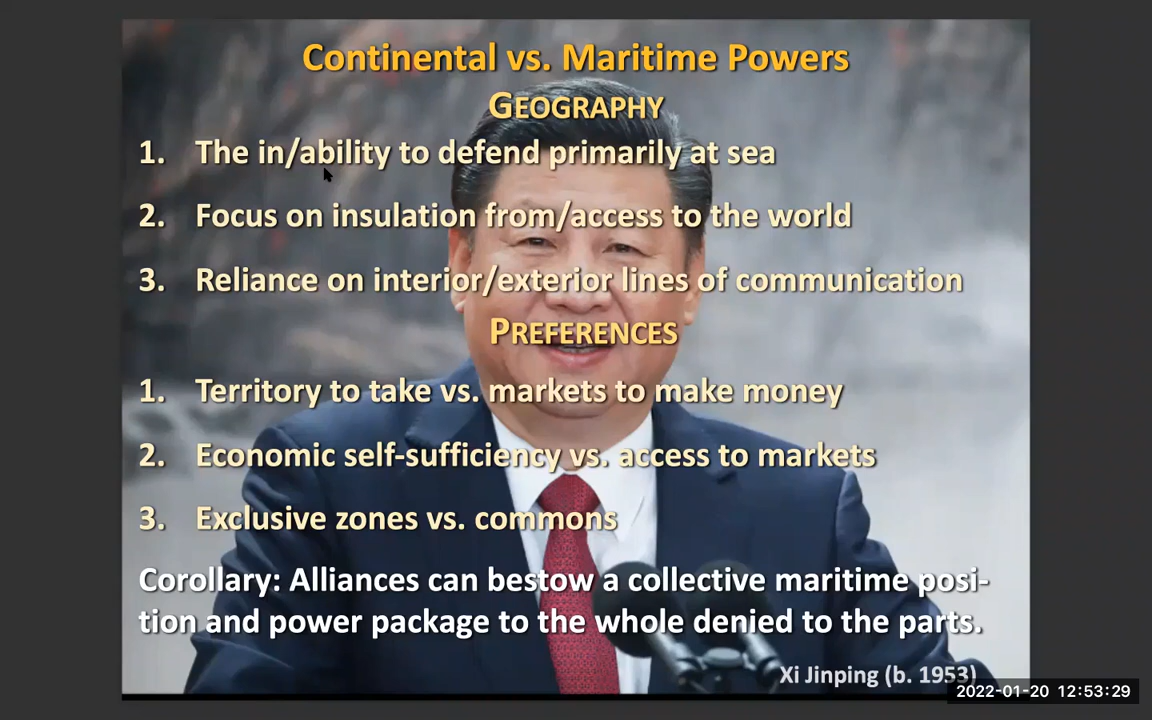 Continental vs. Maritime Powers
GEOGRAPHY
1. The in/ability to defend primarily at sea
2. Focus on insulation from/access to the world
3. Reliance on interior/exterior lines of communication
PREFERENCES
1. Territory to take vs. markets to make money
2. Economic self-sufficiency vs. access to markets
3. Exclusive zones vs. commons
Corollary: Alliances can bestow a collective maritime posi-
tion and power package to the whole denied to the parts.
Xi Jinping (b. 1953)
2022-01-20 12:53:29